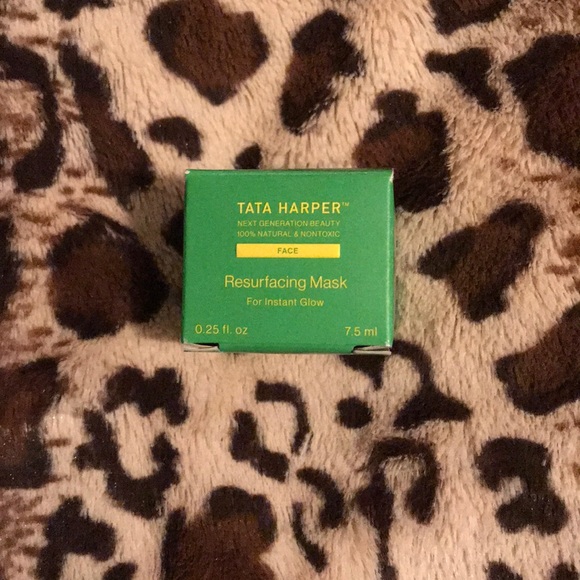 TATA HARPER™
NEXT GENERATION BEAUTY
100% NATURAL & NONTOXIC
FACE
Resurfacing Mask
For Instant Glow
0.25 fl. oz 7.5 ml